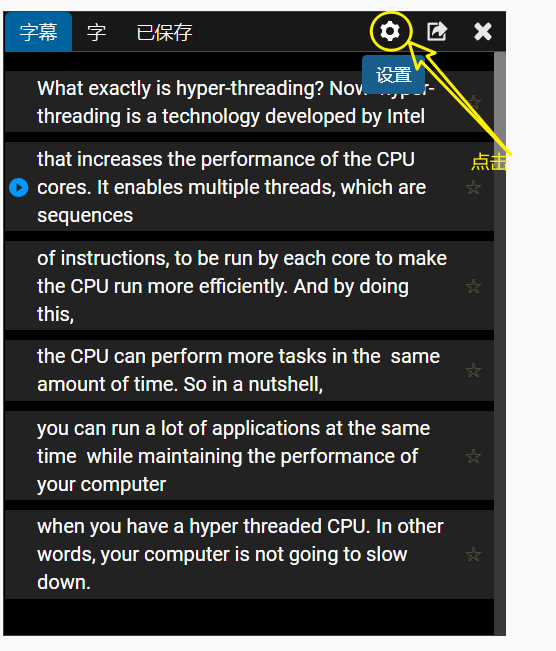 字幕 字 已保存
设置
What exactly is hyper-threading? Now hyper-
threading is a technology developed by Intel
点击
that increases the performance of the CPU
cores. It enables multiple threads, which are
sequences
of instructions, to be run by each core to make
the CPU run more efficiently. And by doing
this,
the CPU can perform more tasks in the same
amount of time. So in a nutshell,
you can run a lot of applications at the same
time while maintaining the performance of
your computer
when you have a hyper threaded CPU. In other
words, your computer is not going to slow
down.